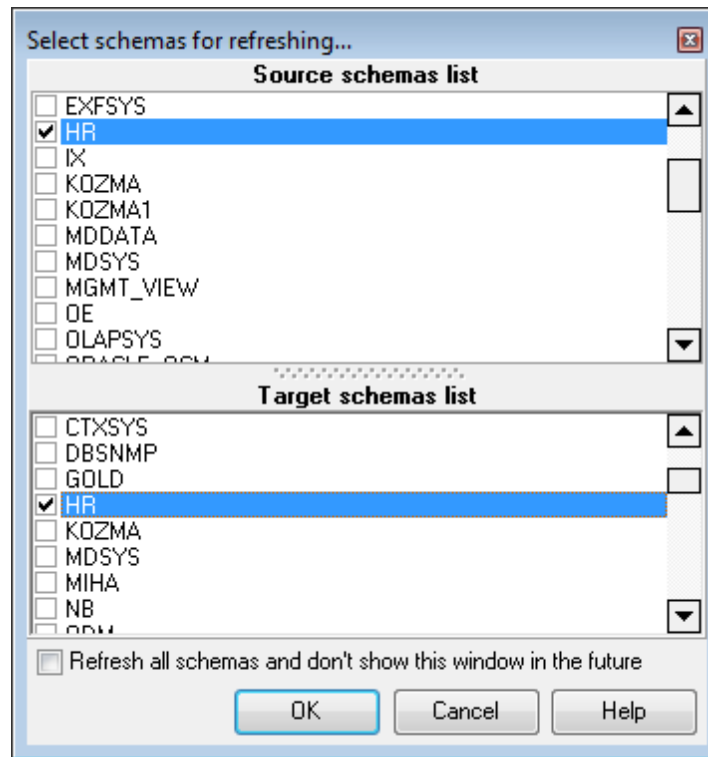 Select schemas for refreshing...
Source schemas list
EXFSYS
HR
IX
KOZMA
KOZMA1
MDDATA
MDSYS
MGMT_VIEW
OE
OLAPSYS
Target schemas list
CTXSYS
DBSNMP
GOLD
HR
KOZMA
MDSYS
MIHA
NB
Refresh all schemas and don't show this window in the future
OK Cancel Help